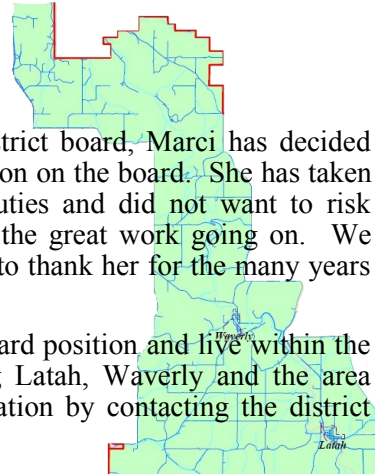 strict board, Marci has decided
on on the board. She has taken
uties and did not want to risk
the great work going on. We
to thank her for the many years
Waverly
ard position and live within the
g Latah, Waverly and the area
ation by contacting the district
Latah